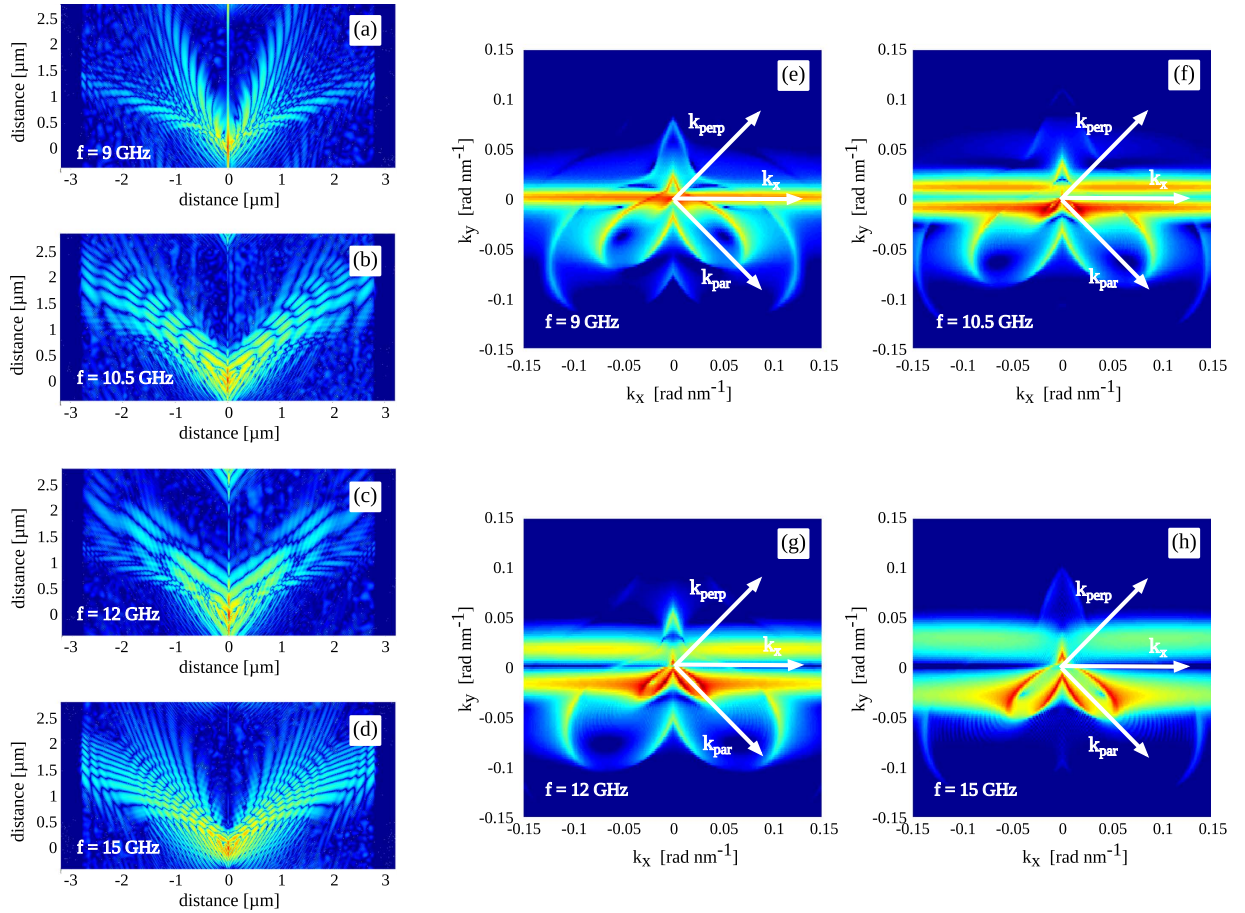 (a)
distance [µm]
2.5
2
1.5
1
0.5
0
f = 9 GHz
-3 -2 -1 0 1 2 3
distance [µm]
(b)
distance [µm]
2.5
2
1.5
1
0.5
0
f = 10.5 GHz
-3 -2 -1 0 1 2 3
distance [µm]
(c)
distance [µm]
2.5
2
1.5
1
0.5
0
f = 12 GHz
-3 -2 -1 0 1 2 3
distance [µm]
(d)
distance [µm]
2.5
2
1.5
1
0.5
0
f = 15 GHz
-3 -2 -1 0 1 2 3
distance [µm]
(e)
ky [rad nm-1]
0.15
0.1
0.05
0
-0.05
-0.1
-0.15
kperp
kx
kpar
f = 9 GHz
-0.15 -0.1 -0.05 0 0.05 0.1 0.15
kx [rad nm-1]
(f)
ky [rad nm-1]
0.15
0.1
0.05
0
-0.05
-0.1
-0.15
kperp
kx
kpar
f = 10.5 GHz
-0.15 -0.1 -0.05 0 0.05 0.1 0.15
kx [rad nm-1]
(g)
ky [rad nm-1]
0.15
0.1
0.05
0
-0.05
-0.1
-0.15
kperp
kx
kpar
f = 12 GHz
-0.15 -0.1 -0.05 0 0.05 0.1 0.15
kx [rad nm-1]
(h)
ky [rad nm-1]
0.15
0.1
0.05
0
-0.05
-0.1
-0.15
kperp
kx
kpar
f = 15 GHz
-0.15 -0.1 -0.05 0 0.05 0.1 0.15
kx [rad nm-1]